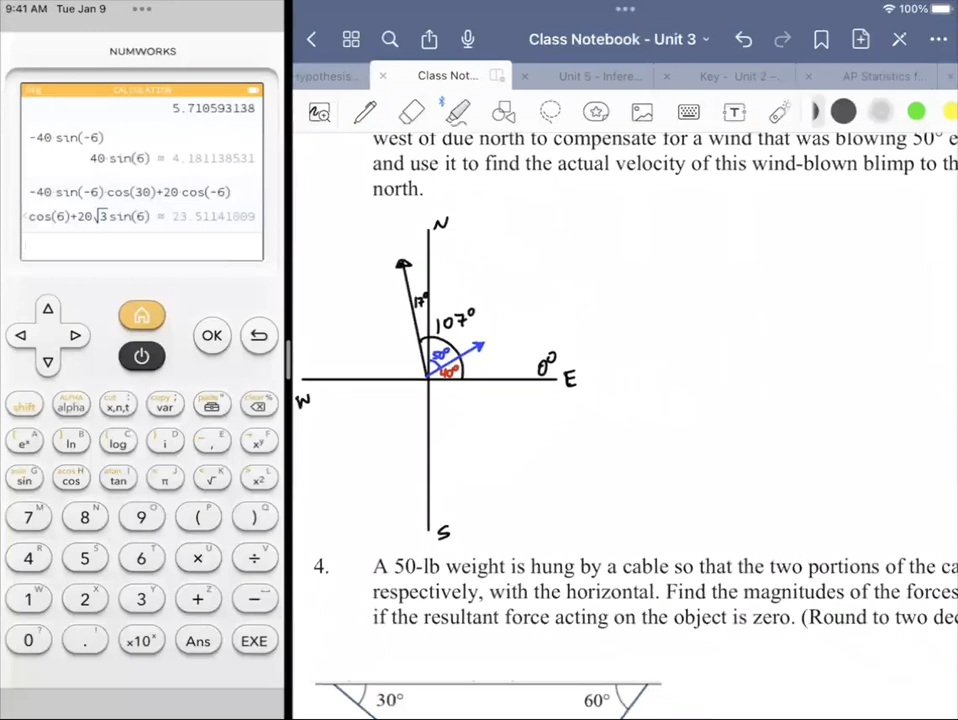 9:41 AM Tue Jan 9
100%
NUMWORKS
CALCULATION
5.710593138
-40·sin(-6)
40·sin(6) ≈ 4.181138531
-40·sin(-6)·cos(30)+20·cos(-6)
cos(6)+20√3 sin(6) ≈ 23.51141009
OK
shift
alpha
x,n,t
var
ln
log
i
,
sin
cos
tan
π
√
x²
7 8 9 ( )
4 5 6 × ÷
1 2 3 + −
0 . ×10ˣ Ans EXE
Class Notebook - Unit 3
Hypothesis...
Class Not...
Unit 5 - Infere...
Key - Unit 2 -...
AP Statistics f...
west of due north to compensate for a wind that was blowing 50° e
and use it to find the actual velocity of this wind-blown blimp to th
north.
N
17°
107°
50°
40°
0°
E
W
S
4. A 50-lb weight is hung by a cable so that the two portions of the ca
respectively, with the horizontal. Find the magnitudes of the forces
if the resultant force acting on the object is zero. (Round to two dec
30° 60°